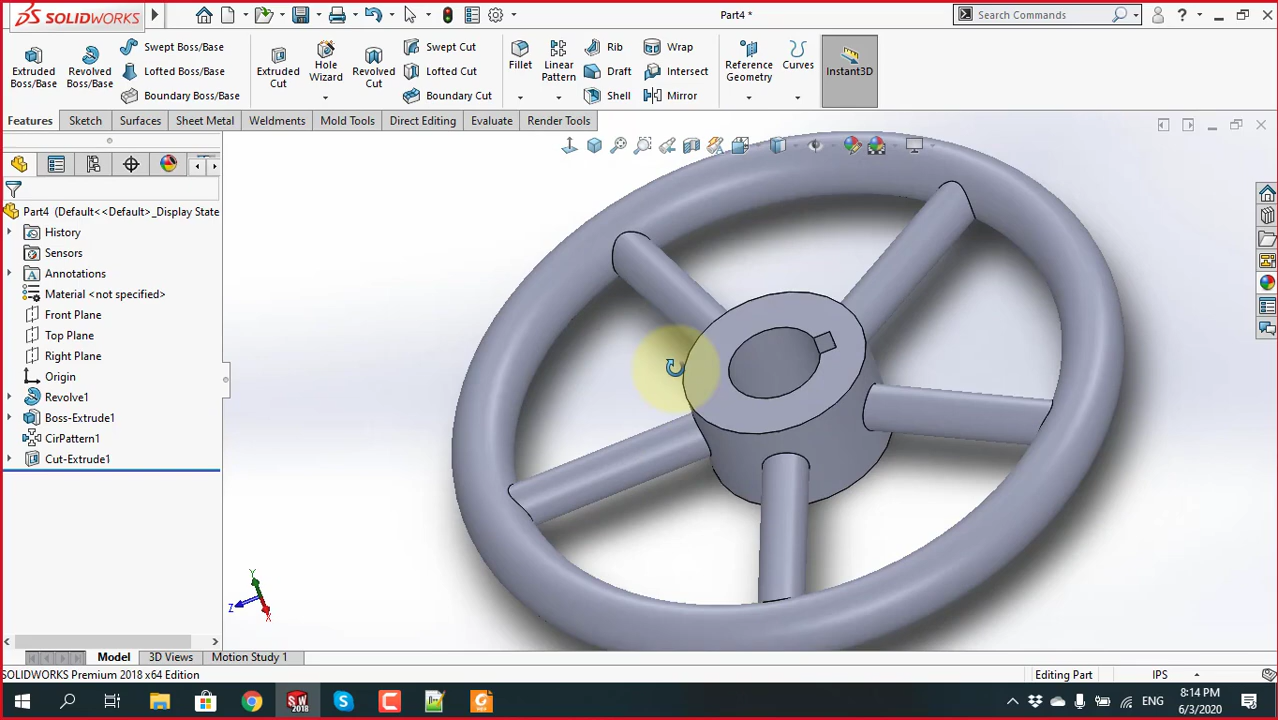 SOLIDWORKS
Part4 *
Search Commands
Extruded Boss/Base
Revolved Boss/Base
Swept Boss/Base
Lofted Boss/Base
Boundary Boss/Base
Extruded Cut
Hole Wizard
Revolved Cut
Swept Cut
Lofted Cut
Boundary Cut
Fillet
Linear Pattern
Rib
Draft
Shell
Wrap
Intersect
Mirror
Reference Geometry
Curves
Instant3D
Features
Sketch
Surfaces
Sheet Metal
Weldments
Mold Tools
Direct Editing
Evaluate
Render Tools
Part4 (Default<<Default>_Display State
History
Sensors
Annotations
Material <not specified>
Front Plane
Top Plane
Right Plane
Origin
Revolve1
Boss-Extrude1
CirPattern1
Cut-Extrude1
Y
Z
X
Model
3D Views
Motion Study 1
SOLIDWORKS Premium 2018 x64 Edition
Editing Part
IPS
SW
2018
ENG
8:14 PM
6/3/2020